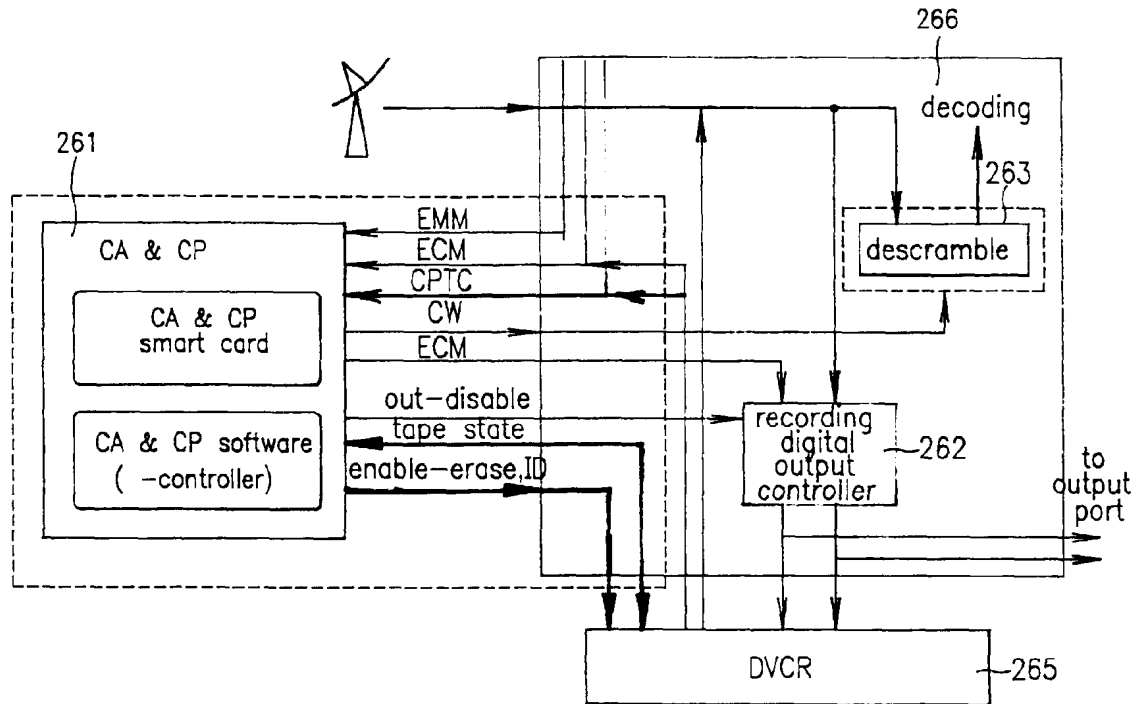 266
decoding
261
263
EMM
CA & CP
ECM
descramble
CPTC
CA & CP
smart card
CW
ECM
out-disable
tape state
recording
digital
output
controller
262
CA & CP software
( -controller)
enable-erase,ID
to
output
port
DVCR
265